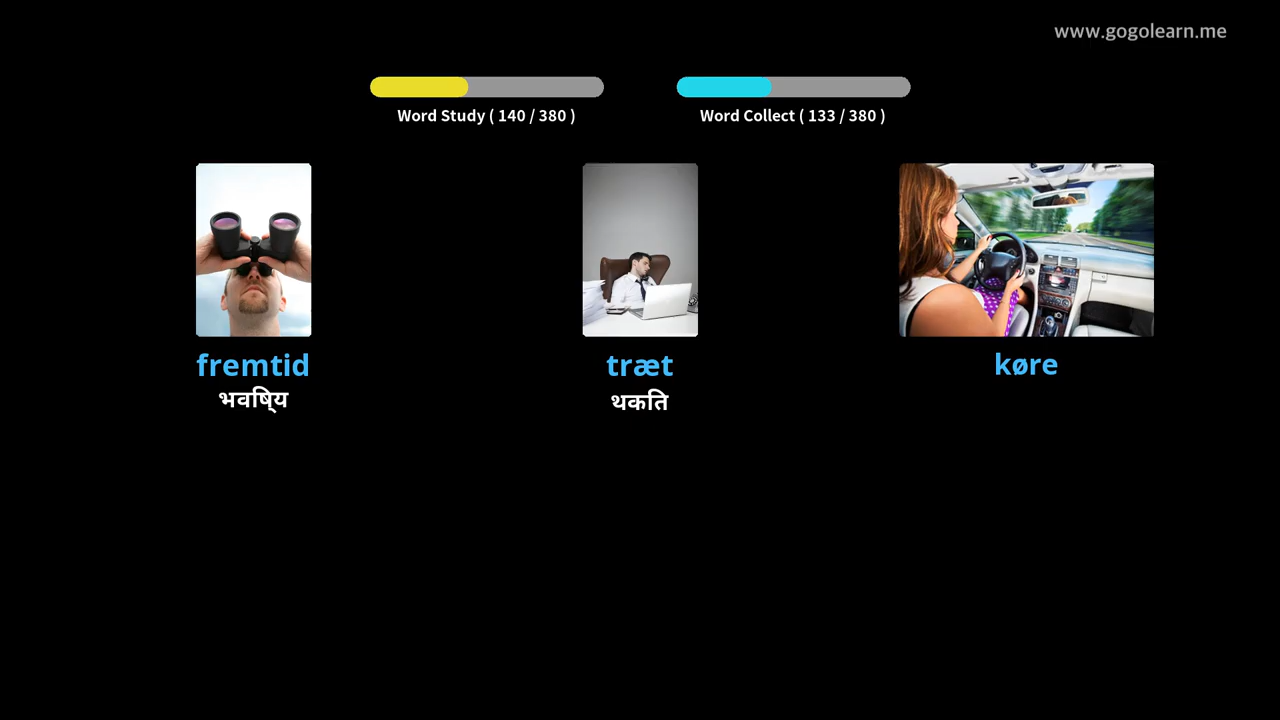 www.gogolearn.me
Word Study ( 140 / 380 )
Word Collect ( 133 / 380 )
fremtid
træt
køre
भवषि्य
थकति